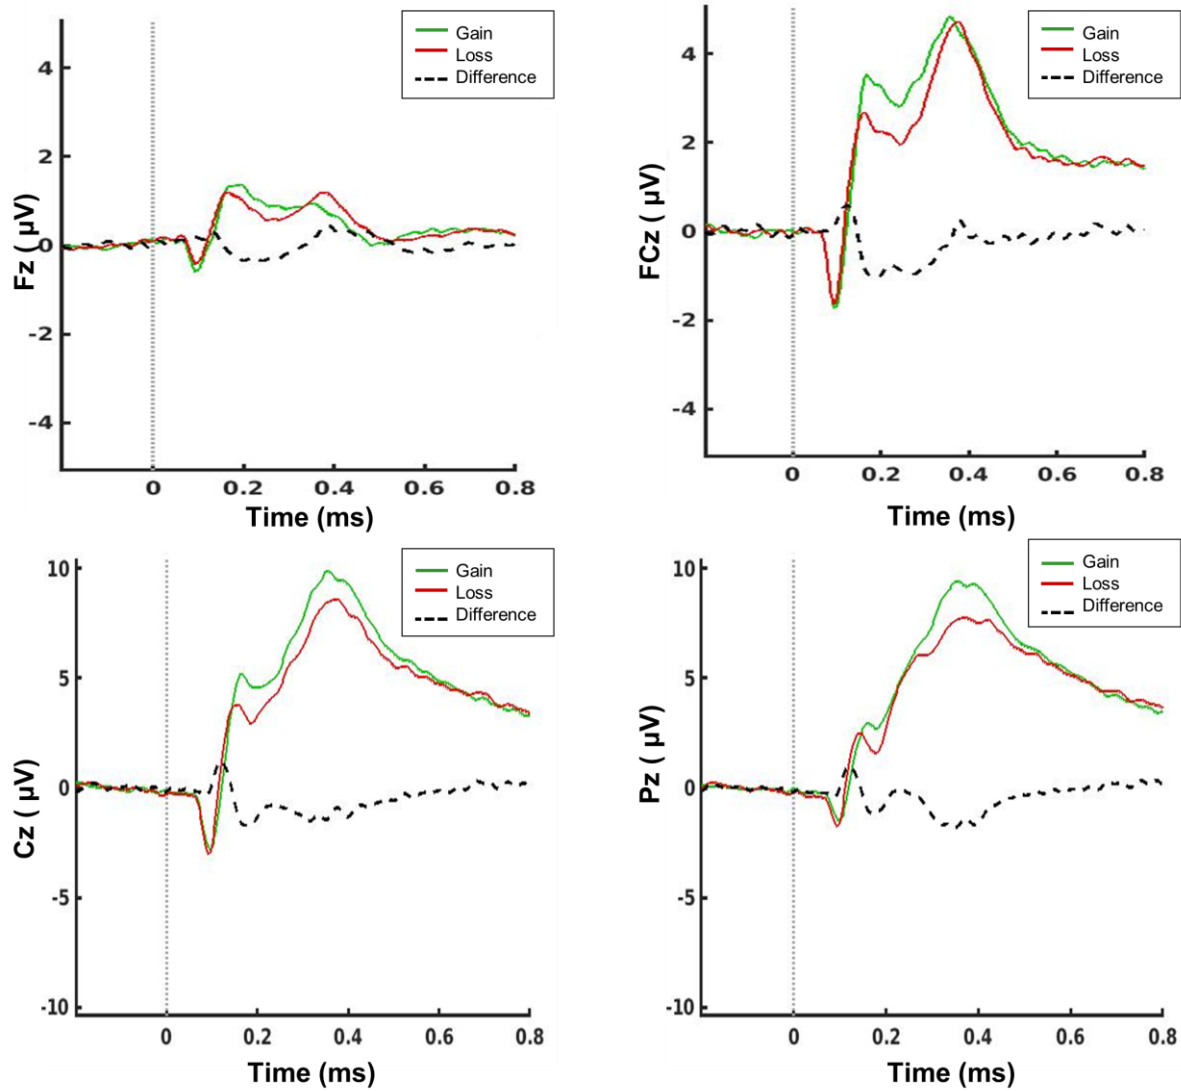 Gain
Loss
Difference
4
2
0
-2
-4
Fz ( µV)
0 0.2 0.4 0.6 0.8
Time (ms)
Gain
Loss
Difference
4
2
0
-2
-4
FCz ( µV)
0 0.2 0.4 0.6 0.8
Time (ms)
Gain
Loss
Difference
10
5
0
-5
-10
Cz ( µV)
0 0.2 0.4 0.6 0.8
Time (ms)
Gain
Loss
Difference
10
5
0
-5
-10
Pz ( µV)
0 0.2 0.4 0.6 0.8
Time (ms)